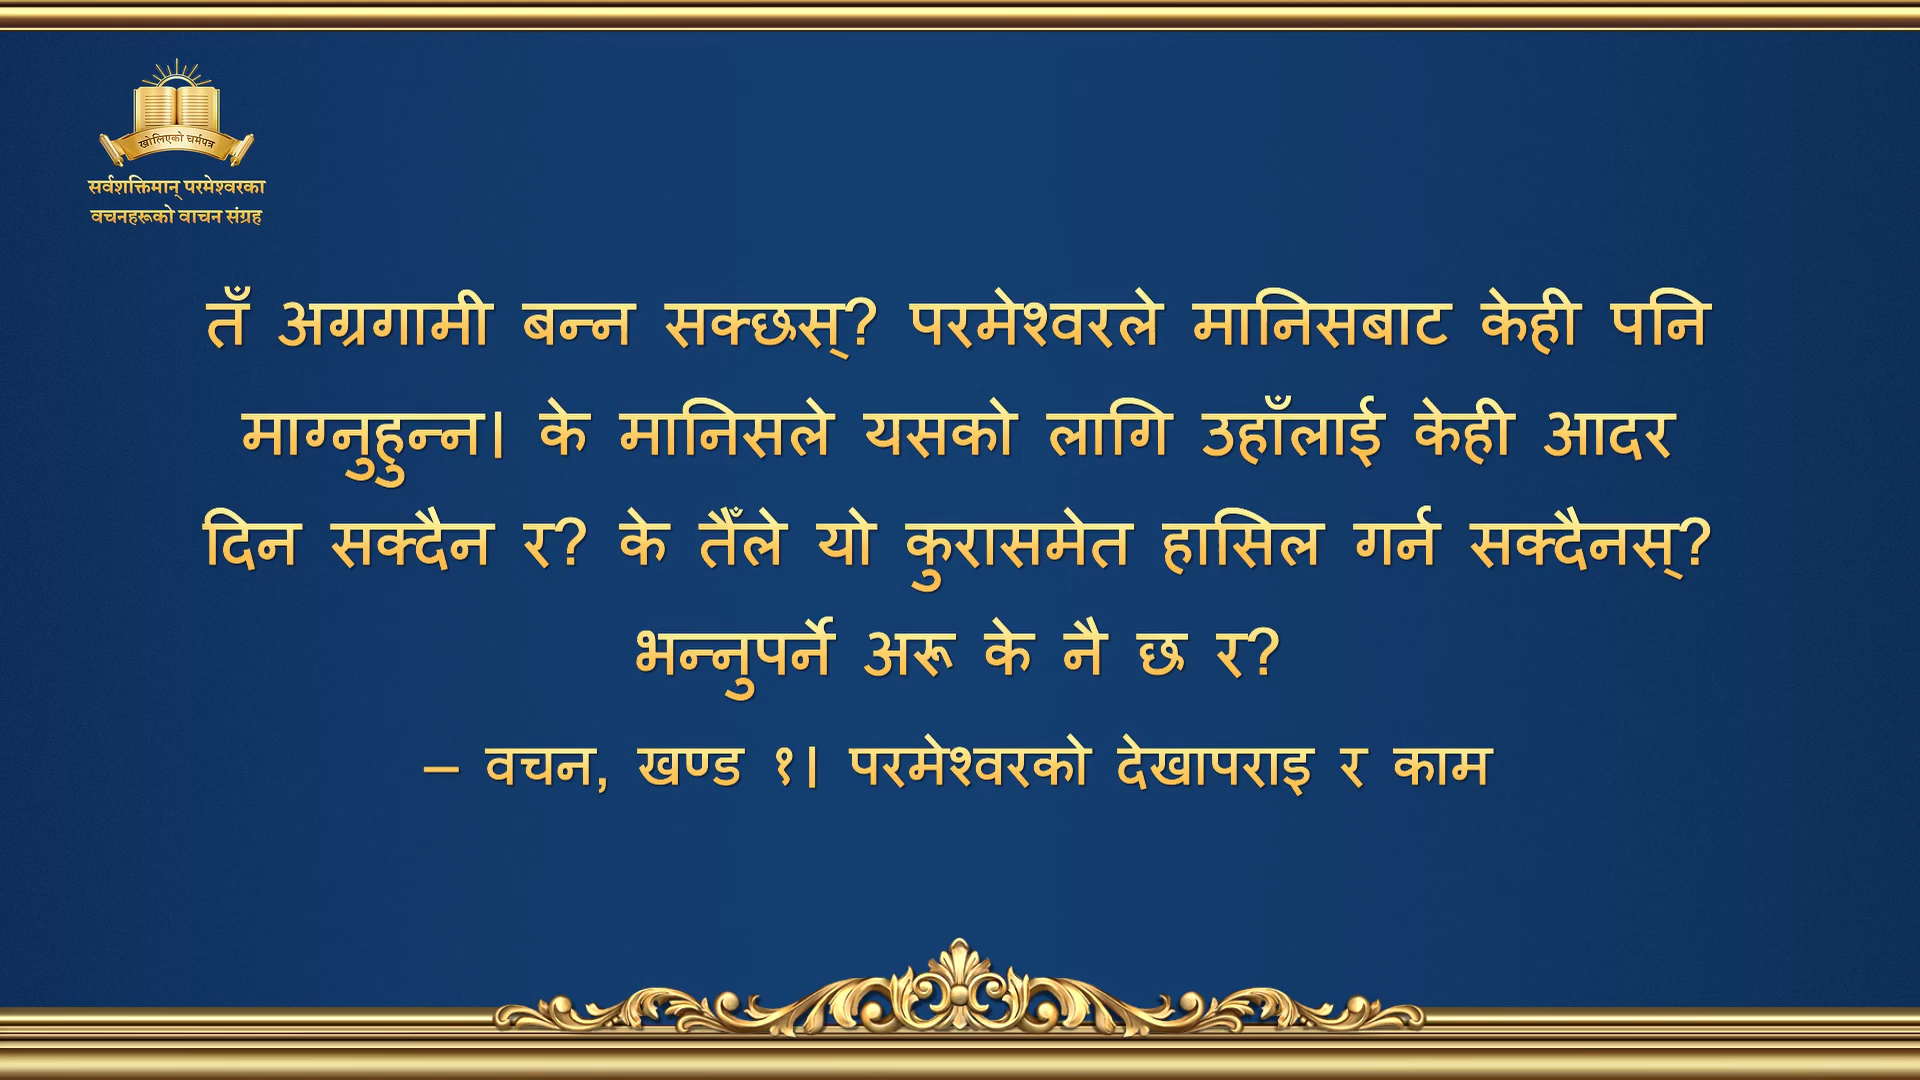 खोलिएको चर्मपत्र
सर्वशक्तिमान् परमेश्वरका
वचनहरूको वाचन संग्रह
तँ अग्रगामी बन्न सक्छस्? परमेश्वरले मानिसबाट केही पनि
माग्नुहुन्न। के मानिसले यसको लागि उहाँलाई केही आदर
दिन सक्दैन र? के तैँले यो कुरासमेत हासिल गर्न सक्दैनस्?
भन्नुपर्ने अरू के नै छ र?
– वचन, खण्ड १। परमेश्वरको देखापराइ र काम